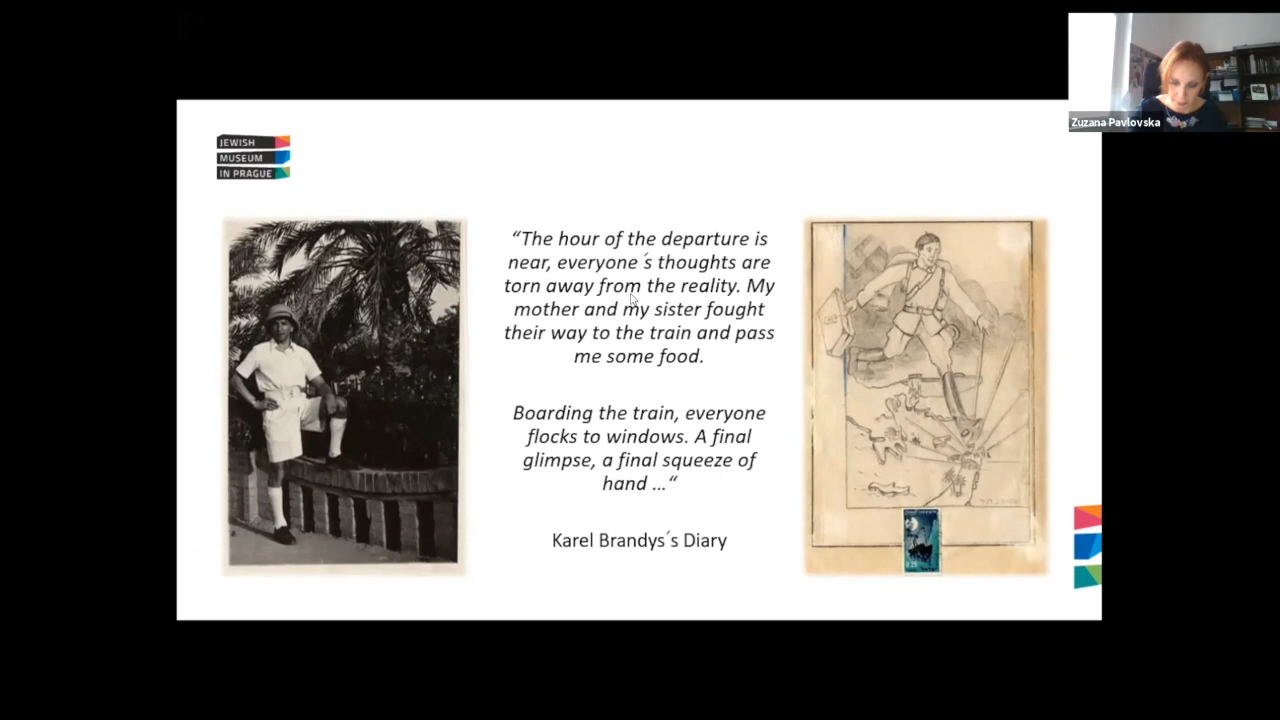 Zuzana Pavlovska
JEWISH
MUSEUM
IN PRAGUE
“The hour of the departure is
near, everyone´s thoughts are
torn away from the reality. My
mother and my sister fought
their way to the train and pass
me some food.
Boarding the train, everyone
flocks to windows. A final
glimpse, a final squeeze of
hand …“
Karel Brandys´s Diary